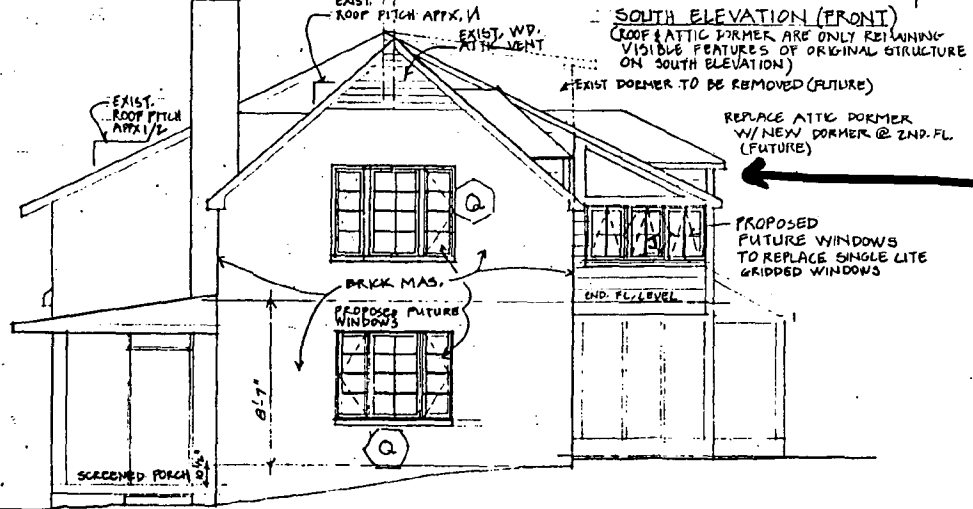 SOUTH ELEVATION (FRONT)
(ROOF & ATTIC DORMER ARE ONLY REMAINING
VISIBLE FEATURES OF ORIGINAL STRUCTURE
ON SOUTH ELEVATION)
EXIST.
ROOF PITCH APPX. 1/1
EXIST. WD.
ATTIC VENT
EXIST DORMER TO BE REMOVED (FUTURE)
EXIST.
ROOF PITCH
APPX 1/2
REPLACE ATTIC DORMER
W/ NEW DORMER @ 2ND. FL.
(FUTURE)
Q
PROPOSED
FUTURE WINDOWS
TO REPLACE SINGLE LITE
GRIDDED WINDOWS
BRICK MAS.
2ND. FL. LEVEL
PROPOSED FUTURE
WINDOWS
8'-7"
Q
SCREENED PORCH